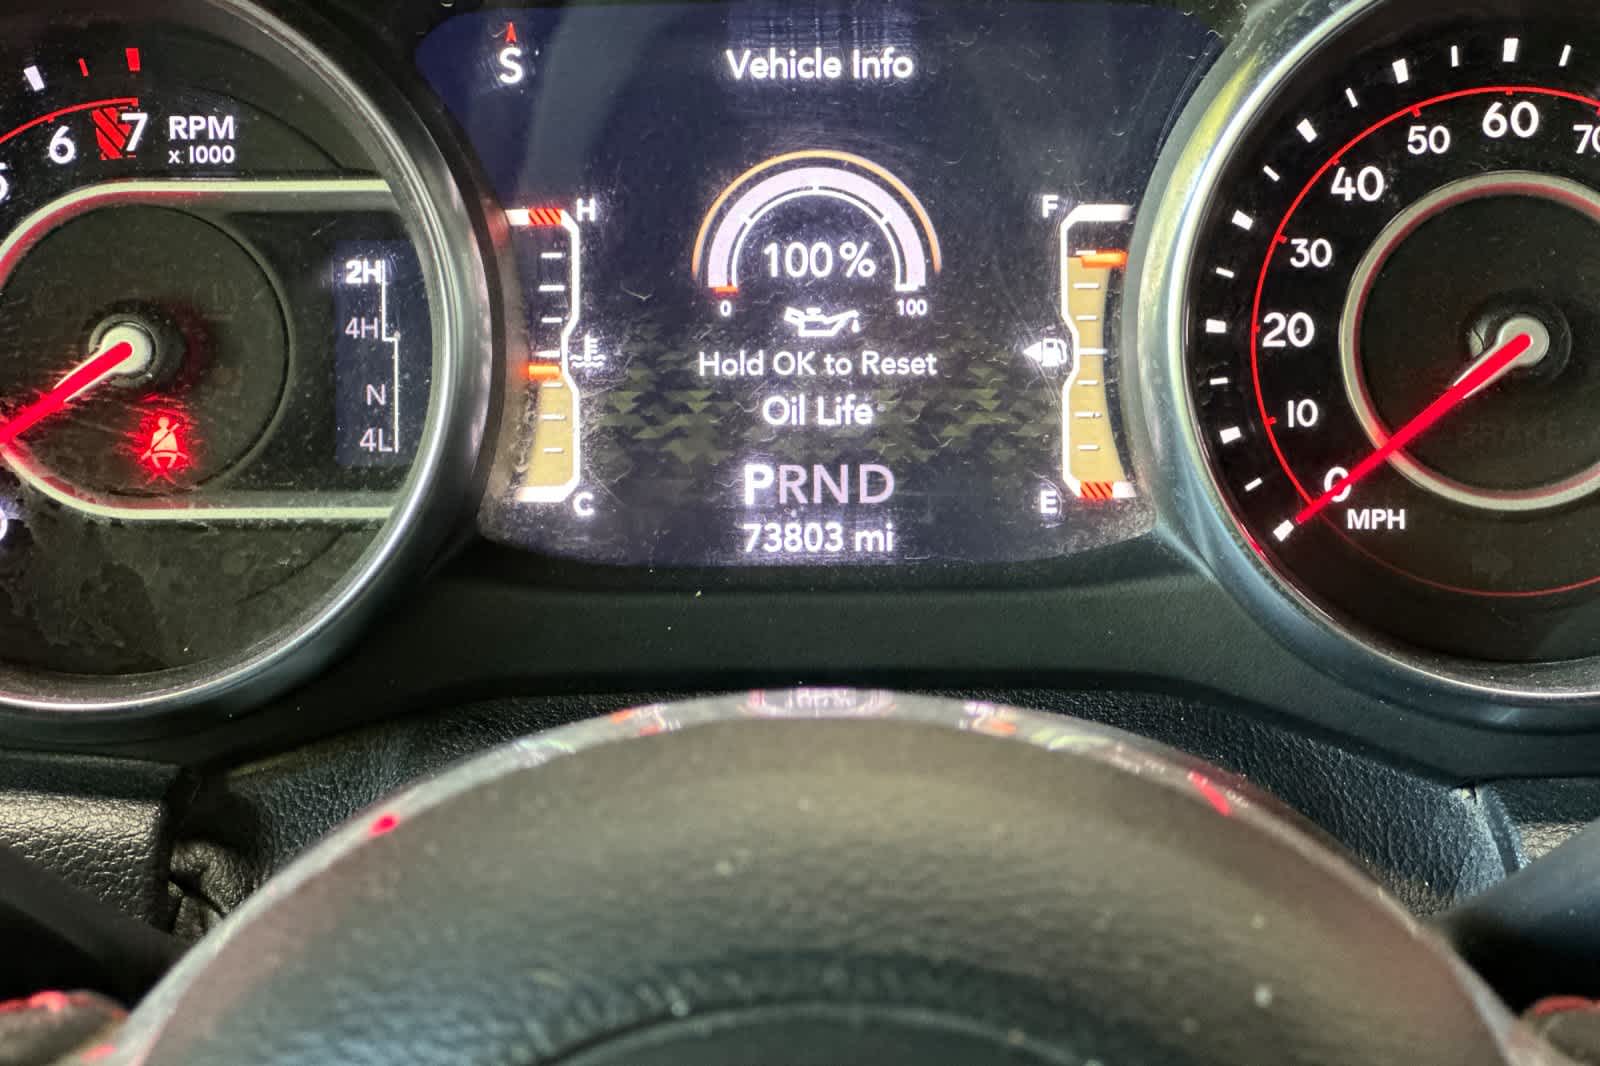 S
Vehicle Info
6 7
RPM
x 1000
2H
4H
N
4L
H
C
100%
0 100
Hold OK to Reset
Oil Life
PRND
73803 mi
F
E
0
10
20
30
40
50
60
MPH